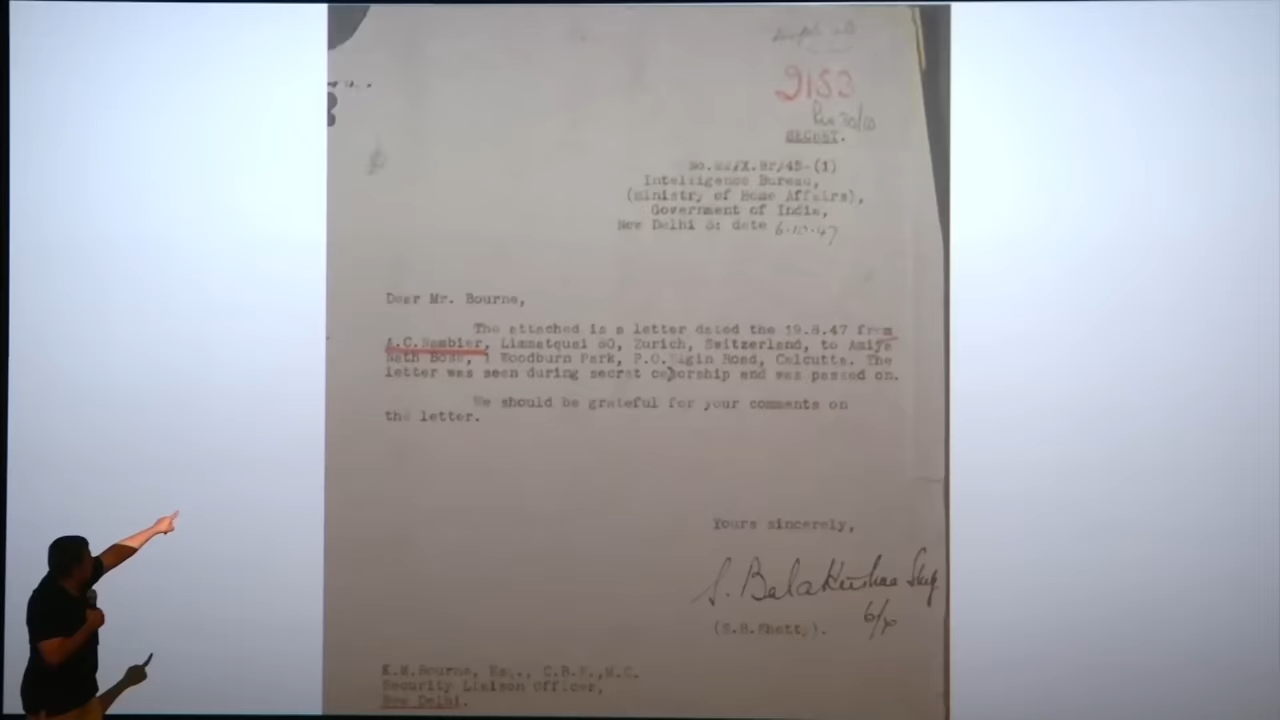 9153
SECRET.
45-(1)
Intelligence Bureau,
(Ministry of Home Affairs),
Government of India,
New Delhi 3: date 6.10.47
Dear Mr. Bourne,
The attached is a letter dated the 19.8.47 from
A.C.Nambier, Limmatquai 80, Zurich, Switzerland, to Amiya
Nath Bose, 1 Woodburn Park, P.O. Elgin Road, Calcutta. The
letter was seen during secret censorship and was passed on.
We should be grateful for your comments on
the letter.
Yours sincerely,
S. Balakrishna
(S.B.Shetty).
K.M.Bourne, Esq., C.B.E.,M.C.
Security Liaison Officer,
New Delhi.